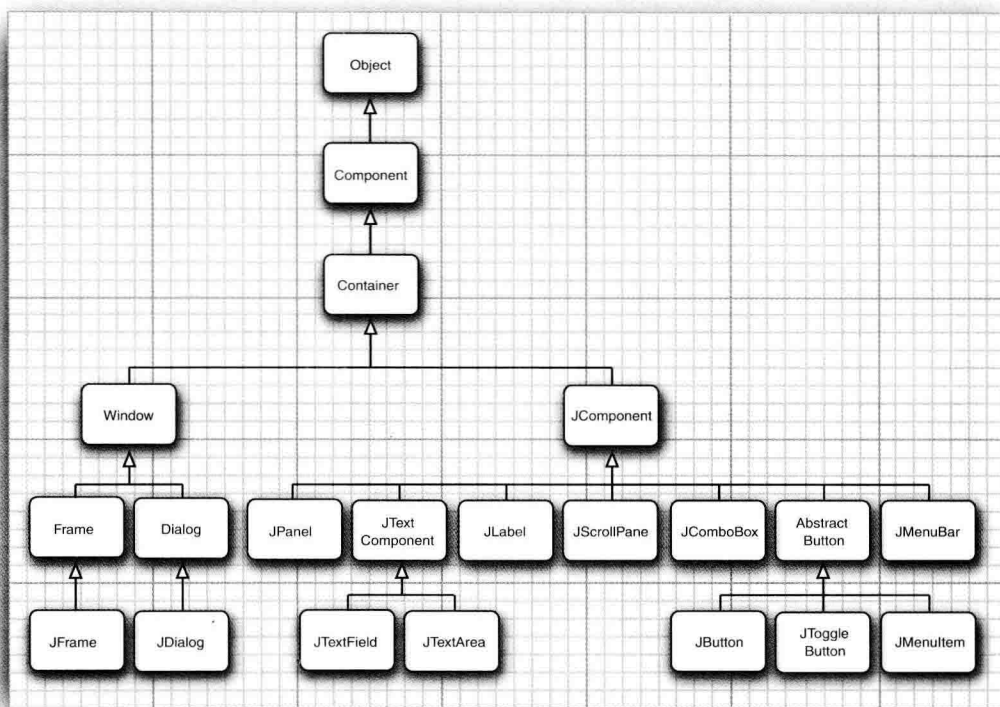 Object
Component
Container
Window
JComponent
Frame
Dialog
JPanel
JText
Component
JLabel
JScrollPane
JComboBox
Abstract
Button
JMenuBar
JFrame
JDialog
JTextField
JTextArea
JButton
JToggle
Button
JMenuItem